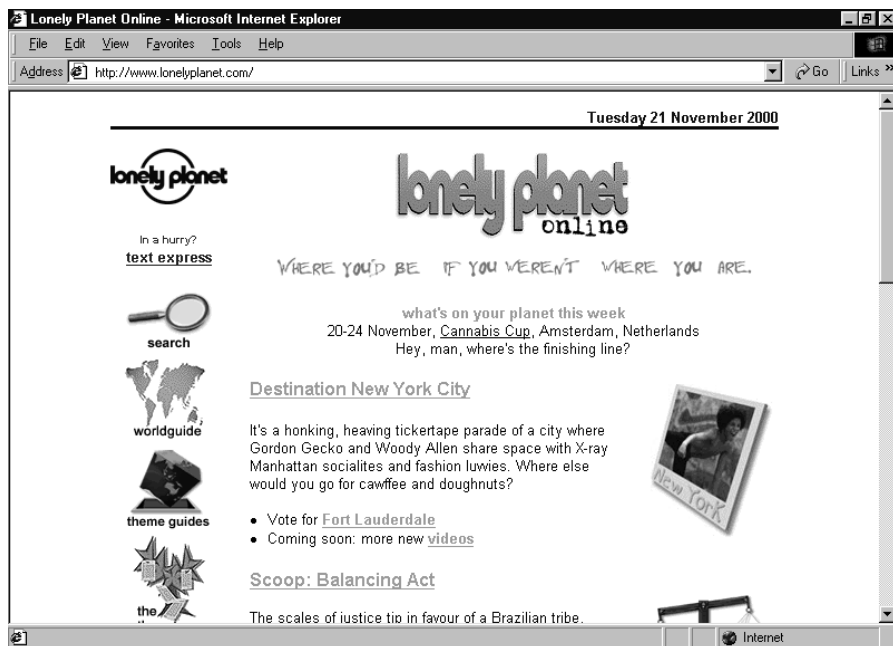 Lonely Planet Online - Microsoft Internet Explorer
File Edit View Favorites Tools Help
Address http://www.lonelyplanet.com/ Go Links »
Tuesday 21 November 2000
lonely planet
lonely planet
online
In a hurry?
text express
WHERE YOU'D BE IF YOU WEREN'T WHERE YOU ARE.
search
what's on your planet this week
20-24 November, Cannabis Cup, Amsterdam, Netherlands
Hey, man, where's the finishing line?
worldguide
Destination New York City
It's a honking, heaving tickertape parade of a city where
Gordon Gecko and Woody Allen share space with X-ray
Manhattan socialites and fashion luvvies. Where else
would you go for cawffee and doughnuts?
New York
theme guides
• Vote for Fort Lauderdale
• Coming soon: more new videos
Scoop: Balancing Act
the
The scales of justice tip in favour of a Brazilian tribe.
Internet